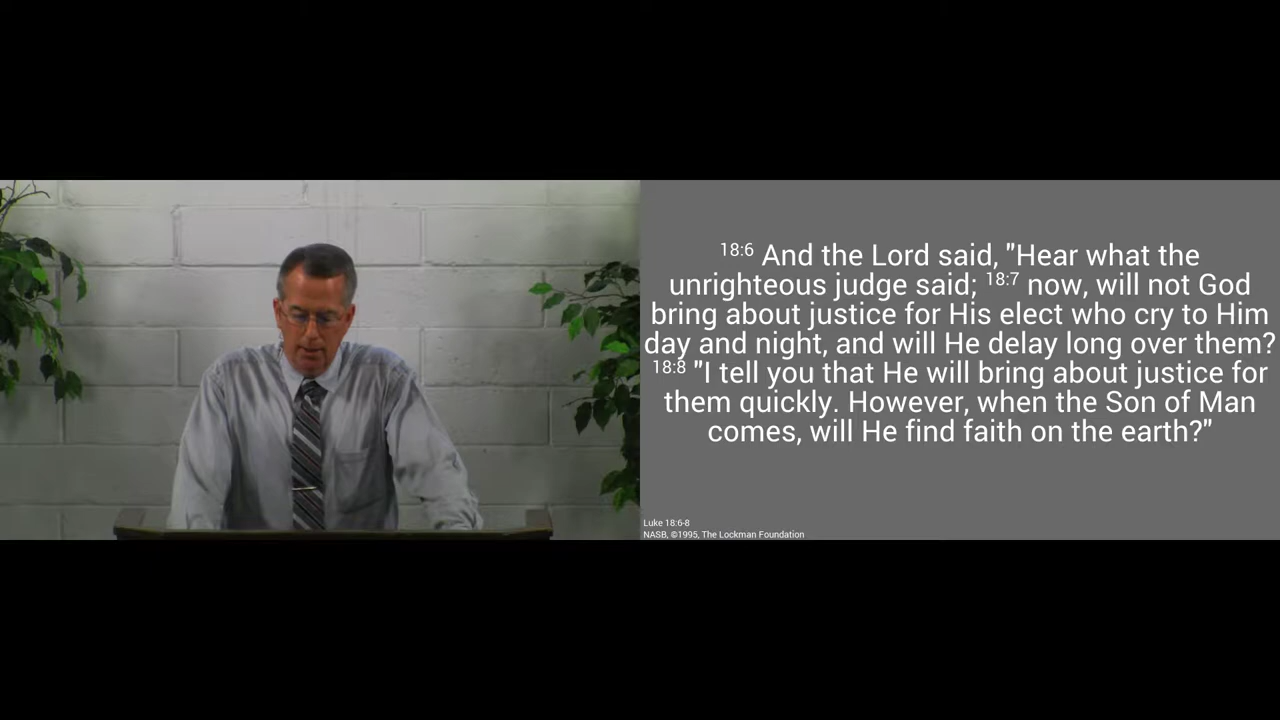 18:6 And the Lord said, "Hear what the
unrighteous judge said; 18:7 now, will not God
bring about justice for His elect who cry to Him
day and night, and will He delay long over them?
18:8 "I tell you that He will bring about justice for
them quickly. However, when the Son of Man
comes, will He find faith on the earth?"
Luke 18:6-8
NASB, ©1995, The Lockman Foundation